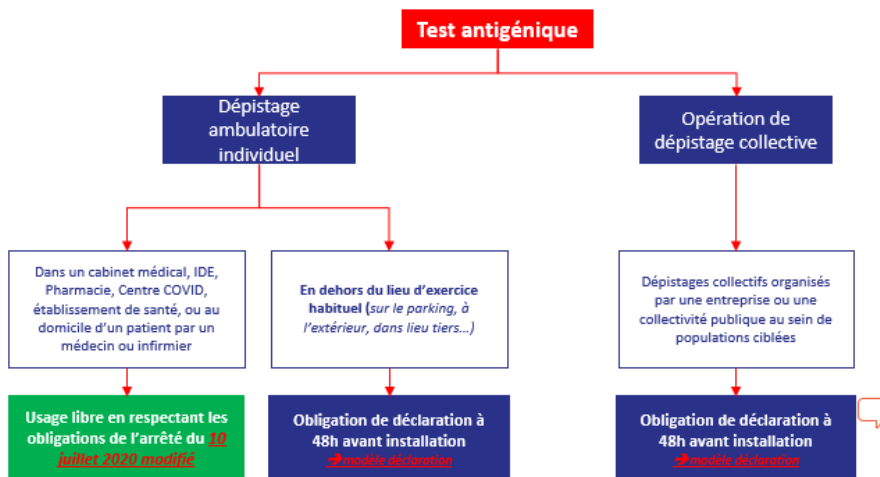 Test antigénique
Dépistage
ambulatoire
individuel
Opération de
dépistage collective
Dans un cabinet médical, IDE,
Pharmacie, Centre COVID,
établissement de santé, ou au
domicile d'un patient par un
médecin ou infirmier
En dehors du lieu d'exercice
habituel (sur le parking, à
l'extérieur, dans lieu tiers…)
Dépistages collectifs organisés
par une entreprise ou une
collectivité publique au sein de
populations ciblées
Usage libre en respectant les
obligations de l'arrêté du 10
juillet 2020 modifié
Obligation de déclaration à
48h avant installation
→ modèle déclaration
Obligation de déclaration à
48h avant installation
→ modèle déclaration